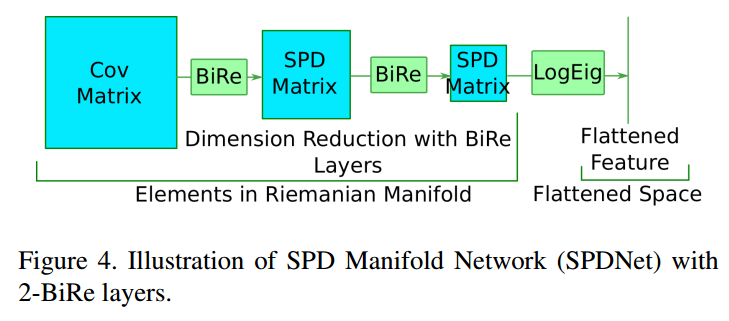 Cov
Matrix
BiRe
SPD
Matrix
BiRe
SPD
Matrix
LogEig
Dimension Reduction with BiRe
Layers
Elements in Riemanian Manifold
Flattened
Feature
Flattened Space
Figure 4. Illustration of SPD Manifold Network (SPDNet) with
2-BiRe layers.